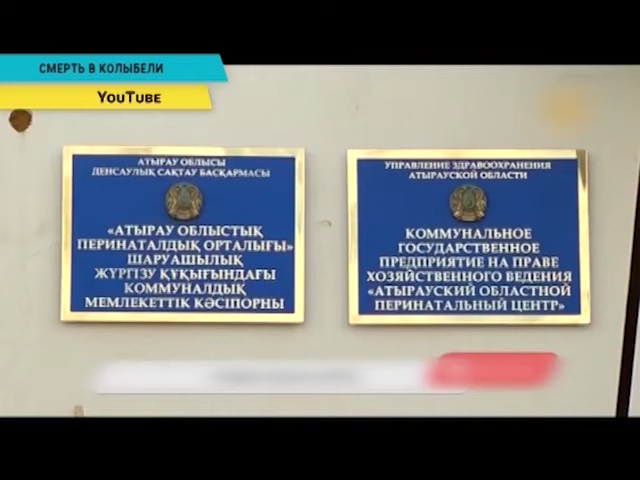 СМЕРТЬ В КОЛЫБЕЛИ
YOUTUBE
АТЫРАУ ОБЛЫСЫ
ДЕНСАУЛЫҚ САҚТАУ БАСҚАРМАСЫ
«АТЫРАУ ОБЛЫСТЫҚ
ПЕРИНАТАЛДЫҚ ОРТАЛЫҒЫ»
ШАРУАШЫЛЫҚ
ЖҮРГІЗУ ҚҰҚЫҒЫНДАҒЫ
КОММУНАЛДЫҚ
МЕМЛЕКЕТТІК КӘСІПОРНЫ
УПРАВЛЕНИЕ ЗДРАВООХРАНЕНИЯ
АТЫРАУСКОЙ ОБЛАСТИ
КОММУНАЛЬНОЕ
ГОСУДАРСТВЕННОЕ
ПРЕДПРИЯТИЕ НА ПРАВЕ
ХОЗЯЙСТВЕННОГО ВЕДЕНИЯ
«АТЫРАУСКИЙ ОБЛАСТНОЙ
ПЕРИНАТАЛЬНЫЙ ЦЕНТР»